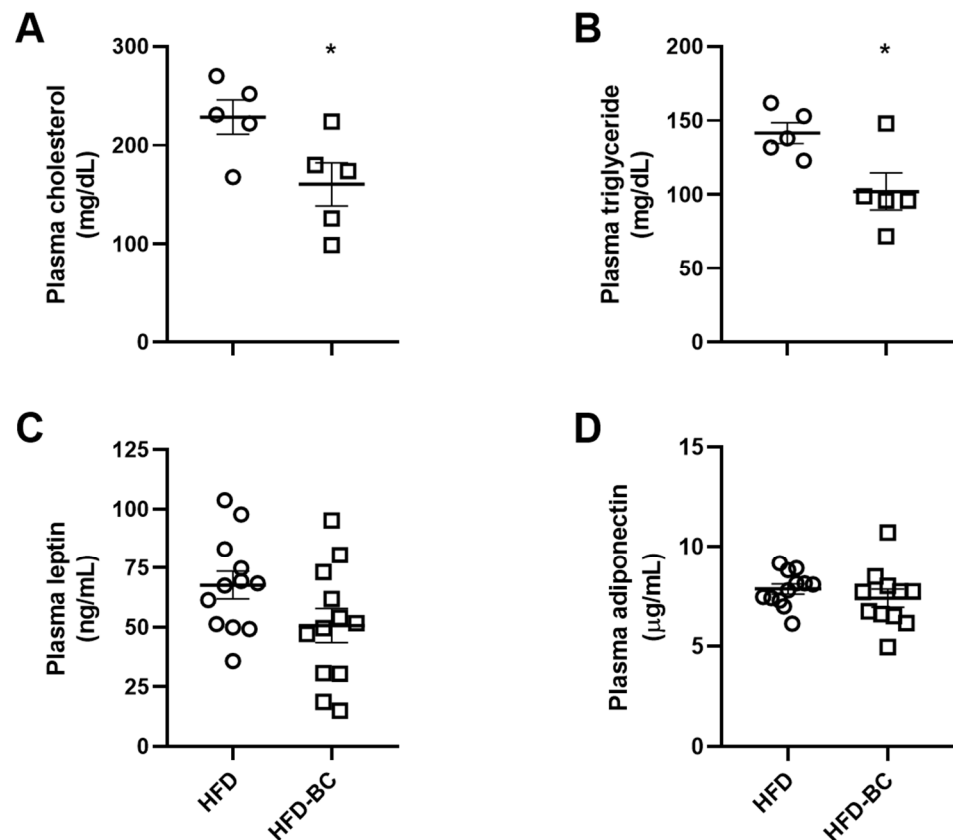 A
Plasma cholesterol
(mg/dL)
300
200
100
0
*
B
Plasma triglyceride
(mg/dL)
200
150
100
50
0
*
C
Plasma leptin
(ng/mL)
125
100
75
50
25
0
HFD
HFD-BC
D
Plasma adiponectin
(μg/mL)
15
10
5
0
HFD
HFD-BC